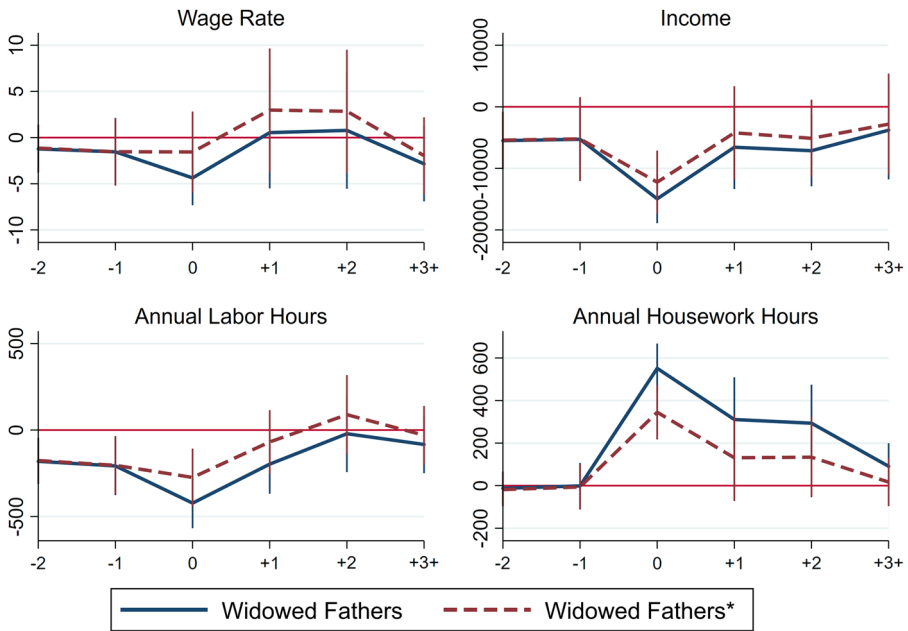 Wage Rate
10
5
0
-5
-10
-2 -1 0 +1 +2 +3+
Income
10000
0
-10000
-20000
-2 -1 0 +1 +2 +3+
Annual Labor Hours
500
0
-500
-2 -1 0 +1 +2 +3+
Annual Housework Hours
600
400
200
0
-200
-2 -1 0 +1 +2 +3+
Widowed Fathers Widowed Fathers*